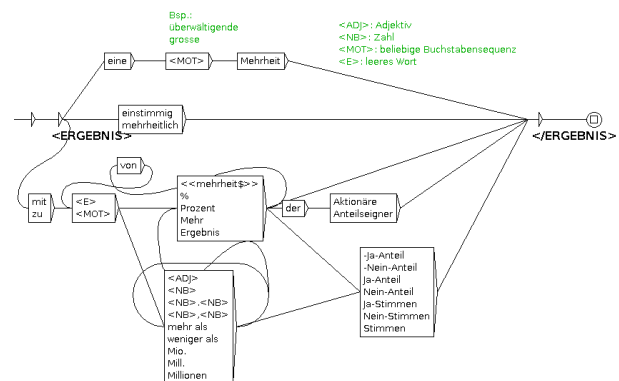 Bsp.:
überwältigende
grosse
<ADJ>: Adjektiv
<NB>: Zahl
<MOT>: beliebige Buchstabensequenz
<E>: leeres Wort
eine
<MOT>
Mehrheit
einstimmig
mehrheitlich
<ERGEBNIS>
</ERGEBNIS>
von
mit
zu
<E>
<MOT>
<<mehrheit$>>
%
Prozent
Mehr
Ergebnis
der
Aktionäre
Anteilseigner
<ADJ>
<NB>
<NB>.<NB>
<NB>,<NB>
mehr als
weniger als
Mio.
Mill.
Millionen
-Ja-Anteil
-Nein-Anteil
Ja-Anteil
Nein-Anteil
Ja-Stimmen
Nein-Stimmen
Stimmen